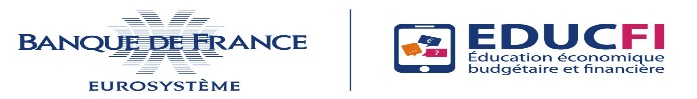 BANQUE DE FRANCE
EUROSYSTÈME
EDUCFI
Éducation économique
budgétaire et financière